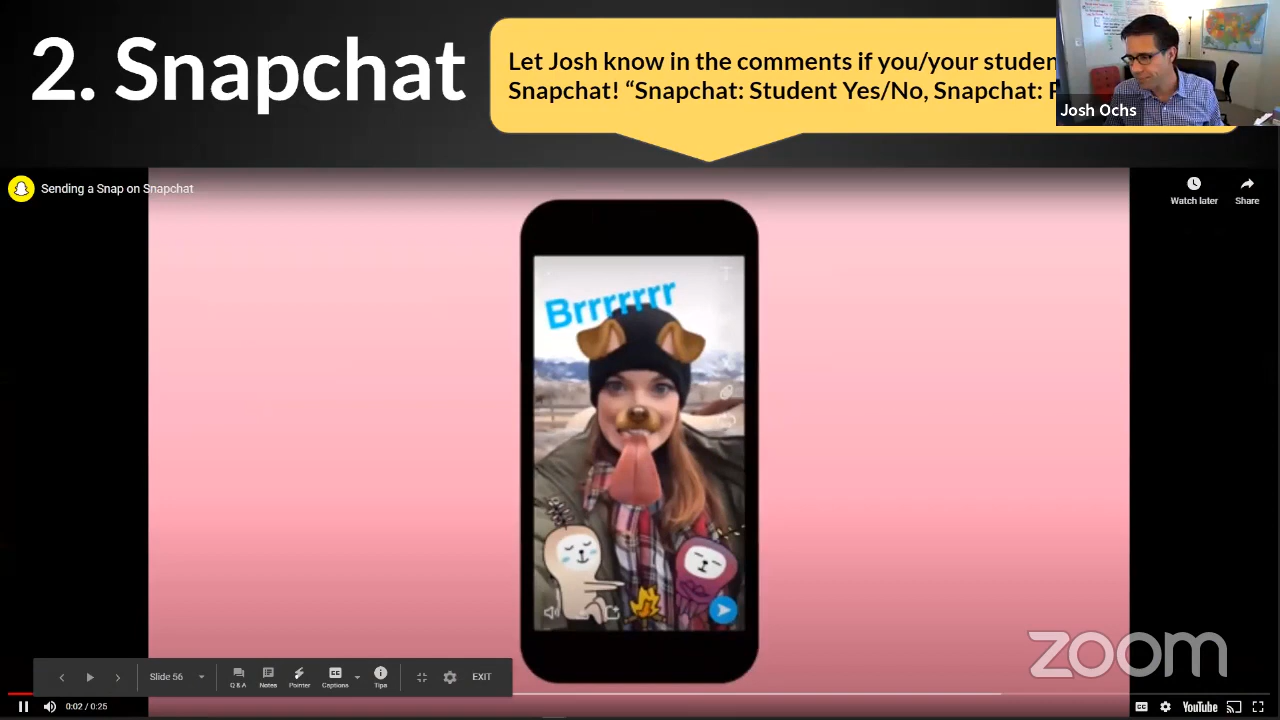 2. Snapchat
Let Josh know in the comments if you/your studen
Snapchat! “Snapchat: Student Yes/No, Snapchat:
Josh Ochs
Sending a Snap on Snapchat
Watch later
Share
Brrrrrrr
T
zoom
Slide 56
Q & A
Notes
Pointer
CC
Captions
Tips
EXIT
0:02 / 0:25
CC
YouTube